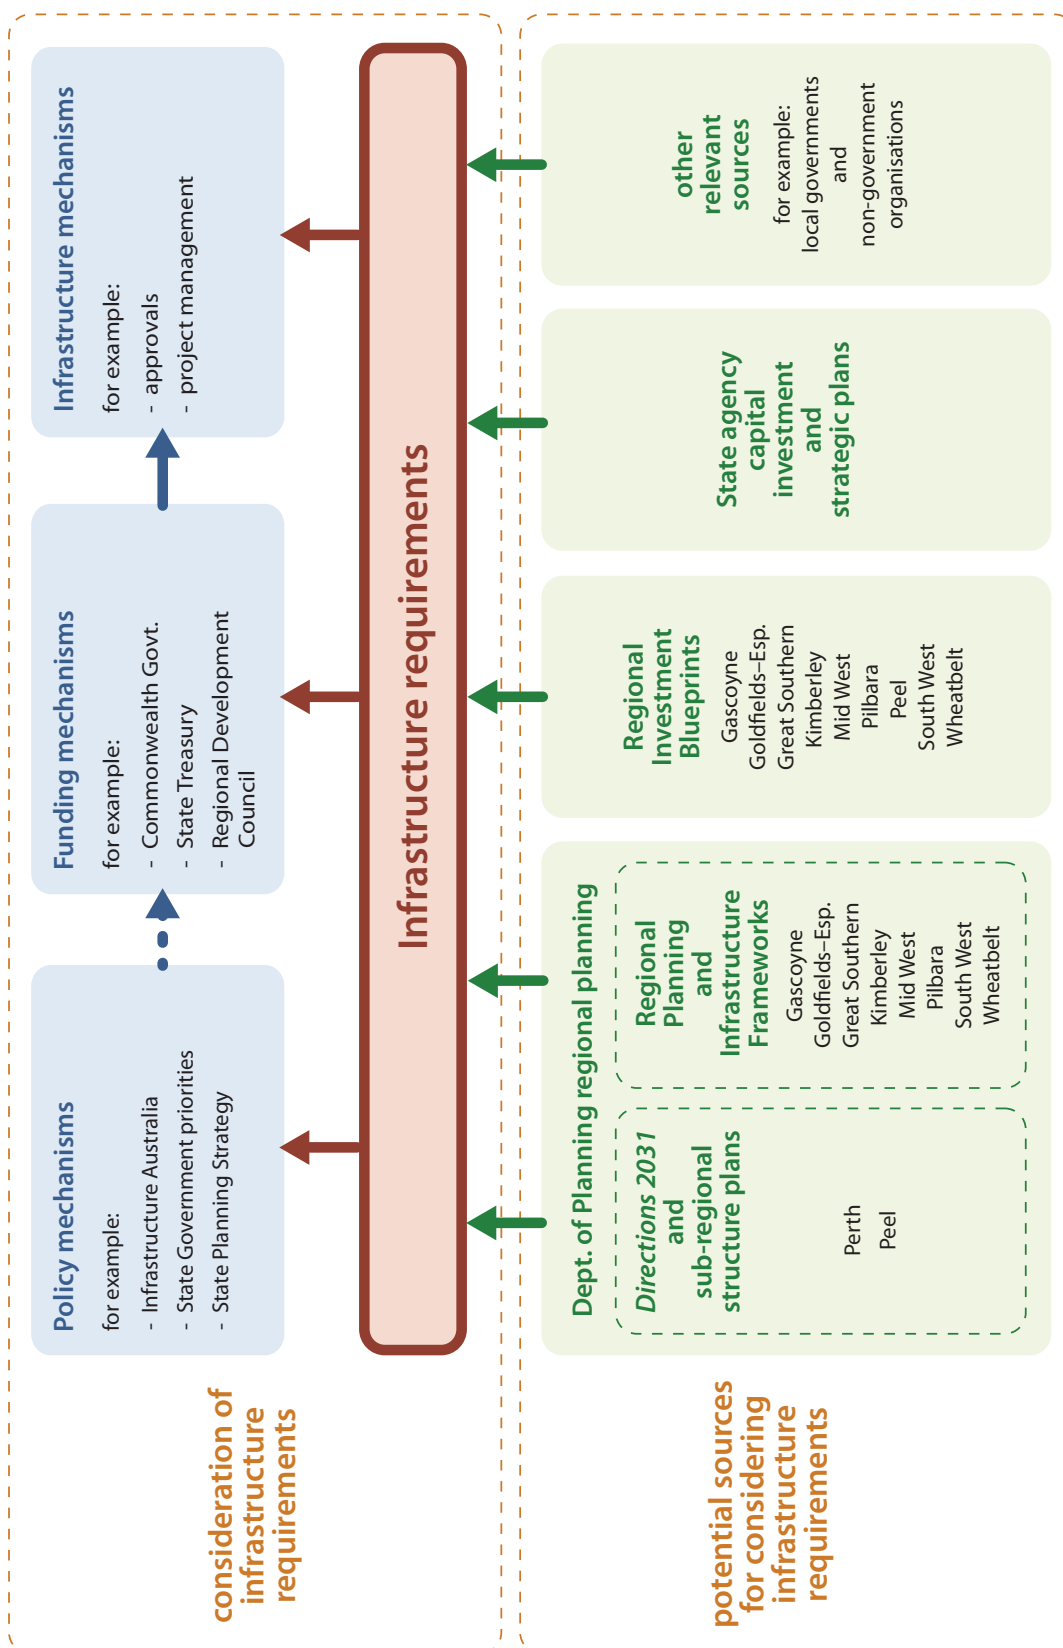 consideration of
infrastructure
requirements
Policy mechanisms
for example:
- Infrastructure Australia
- State Government priorities
- State Planning Strategy
Funding mechanisms
for example:
- Commonwealth Govt.
- State Treasury
- Regional Development
Council
Infrastructure mechanisms
for example:
- approvals
- project management
Infrastructure requirements
potential sources
for considering
infrastructure
requirements
Dept. of Planning regional planning
Directions 2031
and
sub-regional
structure plans
Perth
Peel
Regional
Planning
and
Infrastructure
Frameworks
Gascoyne
Goldfields–Esp.
Great Southern
Kimberley
Mid West
Pilbara
South West
Wheatbelt
Regional
Investment
Blueprints
Gascoyne
Goldfields–Esp.
Great Southern
Kimberley
Mid West
Pilbara
Peel
South West
Wheatbelt
State agency
capital
investment
and
strategic plans
other
relevant
sources
for example:
local governments
and
non-government
organisations